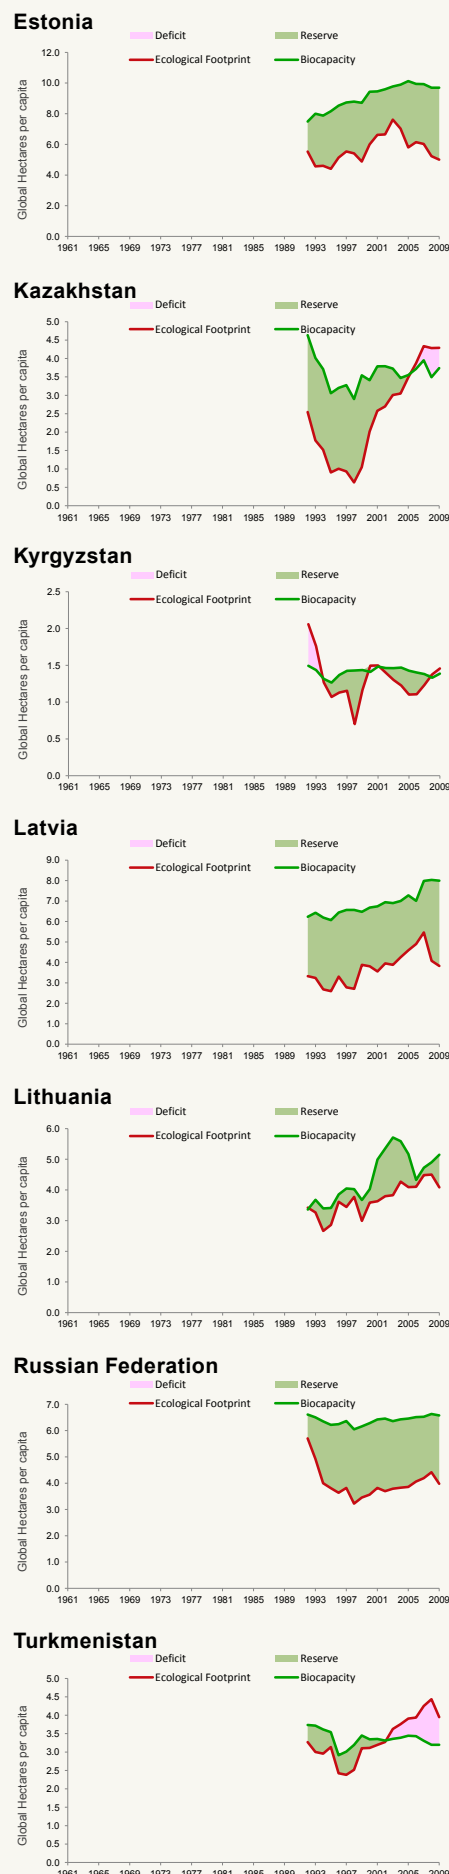 Estonia
Deficit Reserve
Ecological Footprint Biocapacity
Global Hectares per capita
12.0
10.0
8.0
6.0
4.0
2.0
0.0
1961 1965 1969 1973 1977 1981 1985 1989 1993 1997 2001 2005 2009
Kazakhstan
Deficit Reserve
Ecological Footprint Biocapacity
Global Hectares per capita
5.0
4.5
4.0
3.5
3.0
2.5
2.0
1.5
1.0
0.5
0.0
1961 1965 1969 1973 1977 1981 1985 1989 1993 1997 2001 2005 2009
Kyrgyzstan
Deficit Reserve
Ecological Footprint Biocapacity
Global Hectares per capita
2.5
2.0
1.5
1.0
0.5
0.0
1961 1965 1969 1973 1977 1981 1985 1989 1993 1997 2001 2005 2009
Latvia
Deficit Reserve
Ecological Footprint Biocapacity
Global Hectares per capita
9.0
8.0
7.0
6.0
5.0
4.0
3.0
2.0
1.0
0.0
1961 1965 1969 1973 1977 1981 1985 1989 1993 1997 2001 2005 2009
Lithuania
Deficit Reserve
Ecological Footprint Biocapacity
Global Hectares per capita
6.0
5.0
4.0
3.0
2.0
1.0
0.0
1961 1965 1969 1973 1977 1981 1985 1989 1993 1997 2001 2005 2009
Russian Federation
Deficit Reserve
Ecological Footprint Biocapacity
Global Hectares per capita
7.0
6.0
5.0
4.0
3.0
2.0
1.0
0.0
1961 1965 1969 1973 1977 1981 1985 1989 1993 1997 2001 2005 2009
Turkmenistan
Deficit Reserve
Ecological Footprint Biocapacity
Global Hectares per capita
5.0
4.5
4.0
3.5
3.0
2.5
2.0
1.5
1.0
0.5
0.0
1961 1965 1969 1973 1977 1981 1985 1989 1993 1997 2001 2005 2009